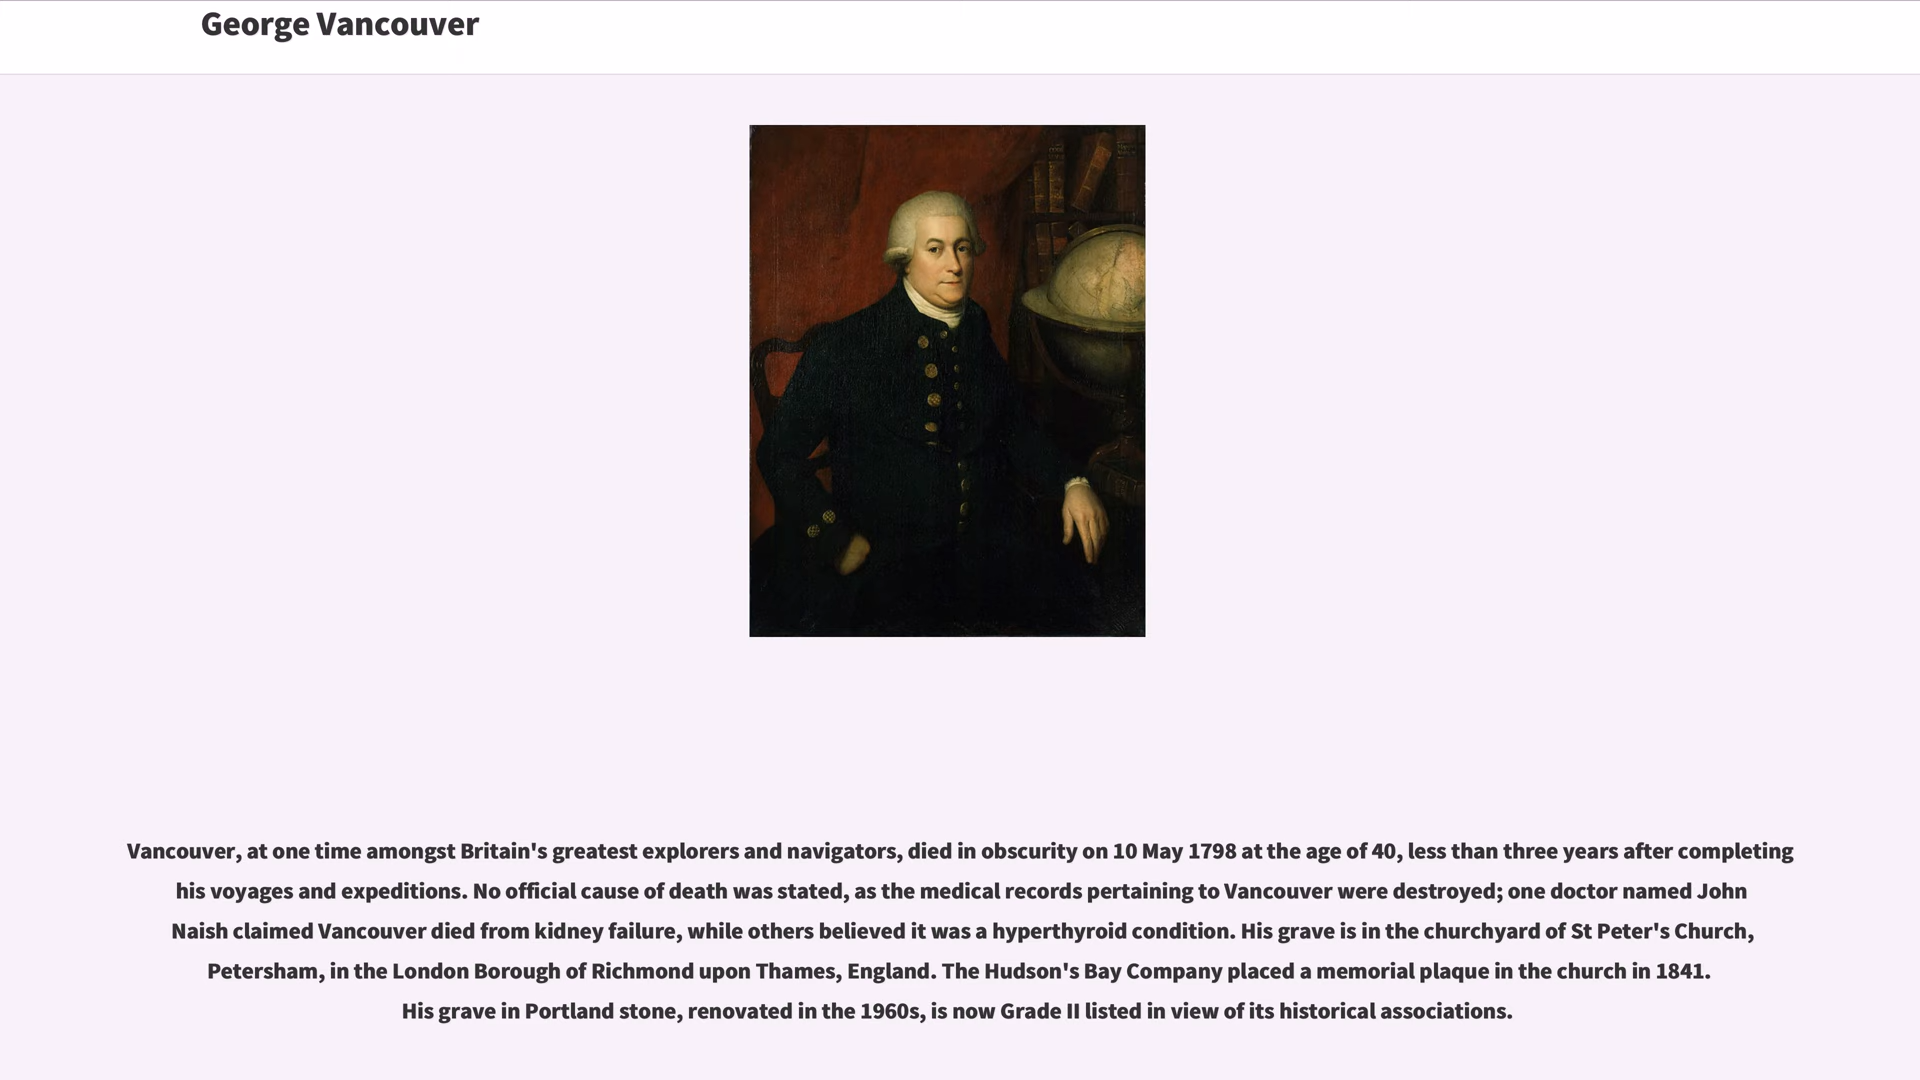 George Vancouver
Vancouver, at one time amongst Britain's greatest explorers and navigators, died in obscurity on 10 May 1798 at the age of 40, less than three years after completing
his voyages and expeditions. No official cause of death was stated, as the medical records pertaining to Vancouver were destroyed; one doctor named John
Naish claimed Vancouver died from kidney failure, while others believed it was a hyperthyroid condition. His grave is in the churchyard of St Peter's Church,
Petersham, in the London Borough of Richmond upon Thames, England. The Hudson's Bay Company placed a memorial plaque in the church in 1841.
His grave in Portland stone, renovated in the 1960s, is now Grade II listed in view of its historical associations.